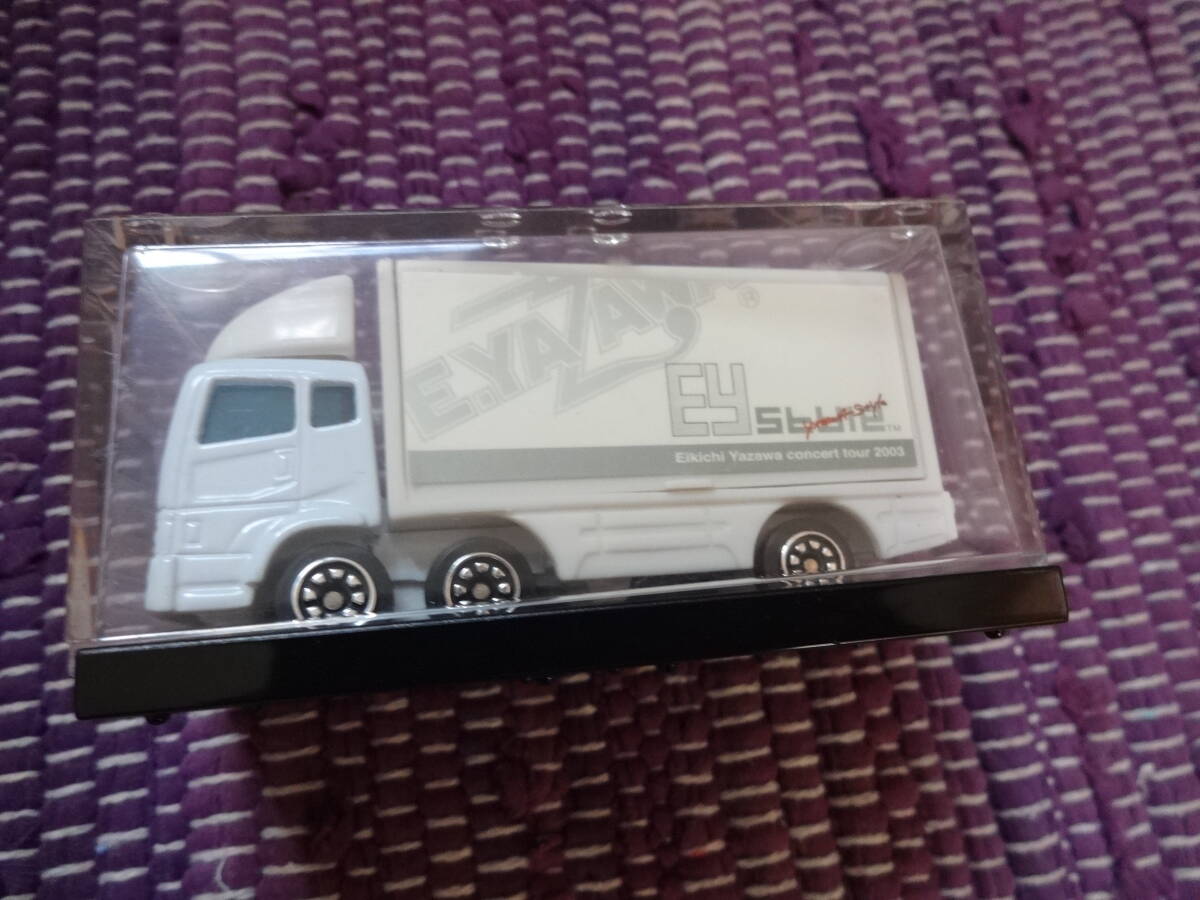 E.YAZAWA®
EY style™
Eikichi Yazawa concert tour 2003